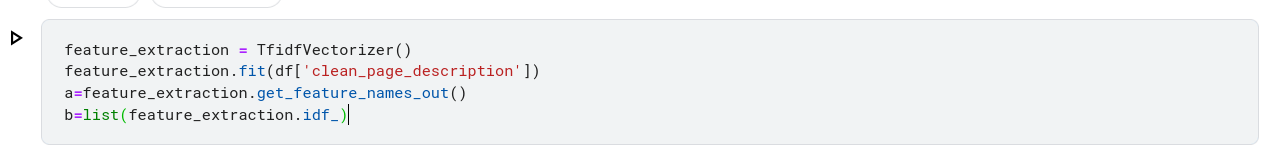 feature_extraction = TfidfVectorizer()
feature_extraction.fit(df['clean_page_description'])
a=feature_extraction.get_feature_names_out()
b=list(feature_extraction.idf_)